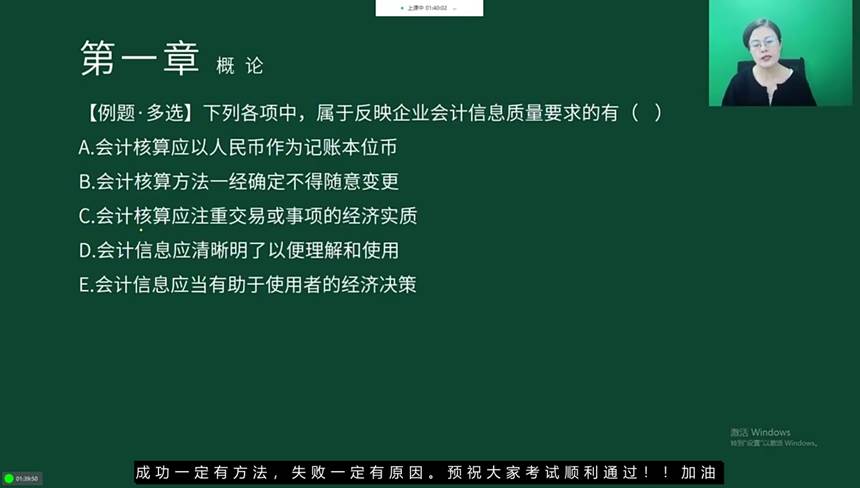 上课中 01:40:02
第一章 概 论
【例题·多选】下列各项中，属于反映企业会计信息质量要求的有（ ）
A.会计核算应以人民币作为记账本位币
B.会计核算方法一经确定不得随意变更
C.会计核算应注重交易或事项的经济实质
D.会计信息应清晰明了以便理解和使用
E.会计信息应当有助于使用者的经济决策
激活 Windows
转到"设置"以激活 Windows。
成功一定有方法，失败一定有原因。预祝大家考试顺利通过！！加油
01:39:50